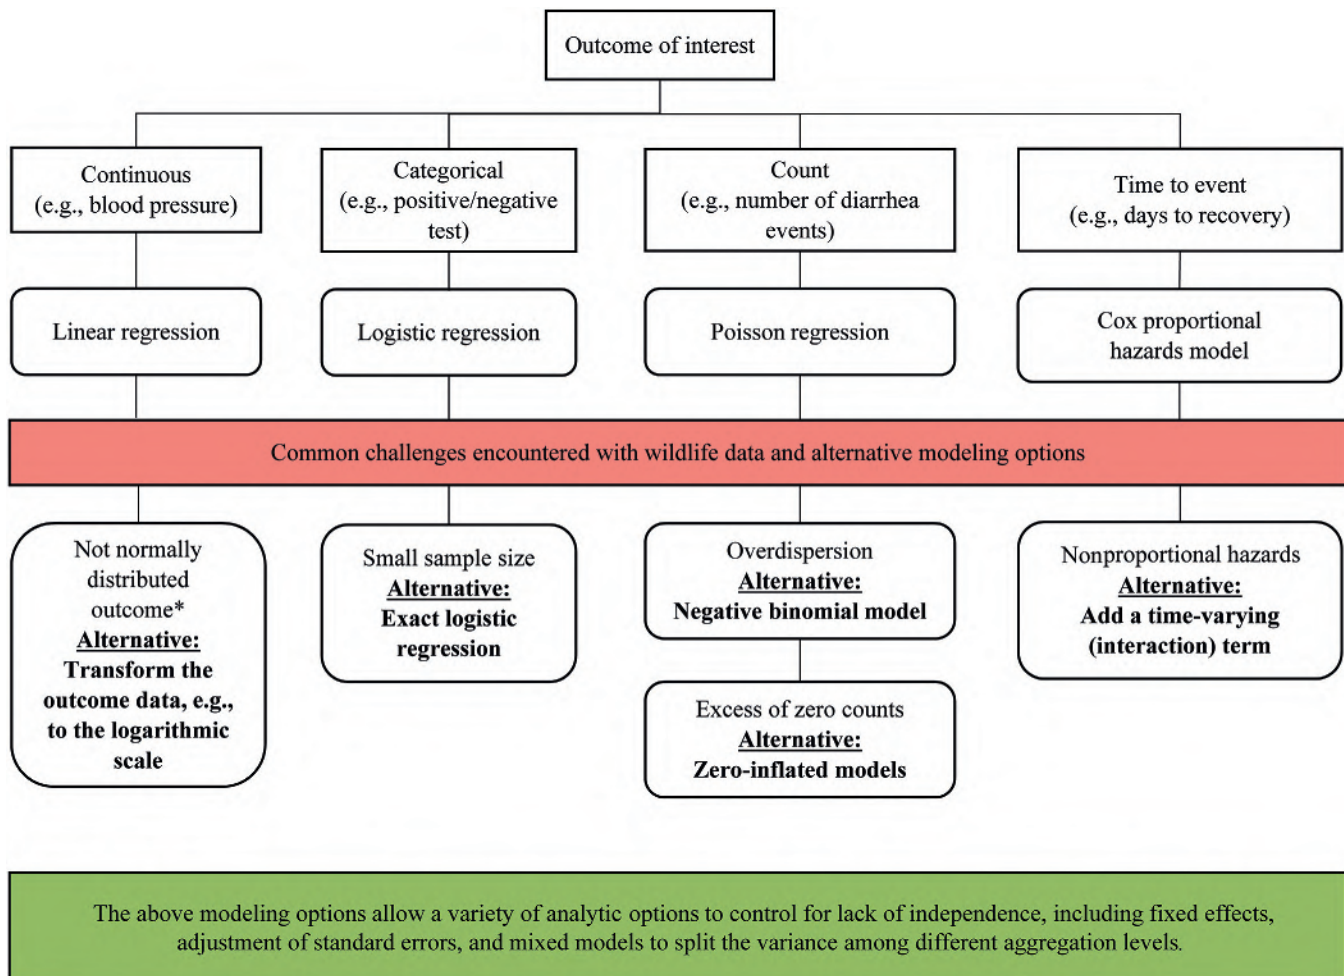 Outcome of interest
Continuous
(e.g., blood pressure)
Categorical
(e.g., positive/negative
test)
Count
(e.g., number of diarrhea
events)
Time to event
(e.g., days to recovery)
Linear regression
Logistic regression
Poisson regression
Cox proportional
hazards model
Common challenges encountered with wildlife data and alternative modeling options
Not normally
distributed
outcome*
Alternative:
Transform the
outcome data, e.g.,
to the logarithmic
scale
Small sample size
Alternative:
Exact logistic
regression
Overdispersion
Alternative:
Negative binomial model
Excess of zero counts
Alternative:
Zero-inflated models
Nonproportional hazards
Alternative:
Add a time-varying
(interaction) term
The above modeling options allow a variety of analytic options to control for lack of independence, including fixed effects,
adjustment of standard errors, and mixed models to split the variance among different aggregation levels.